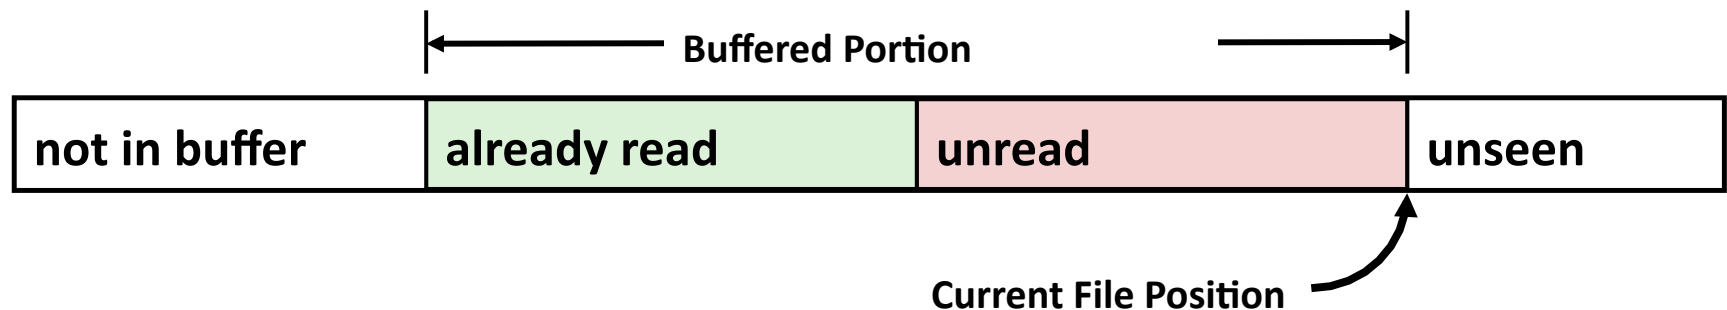 Buffered Portion
not in buffer already read unread unseen
Current File Position